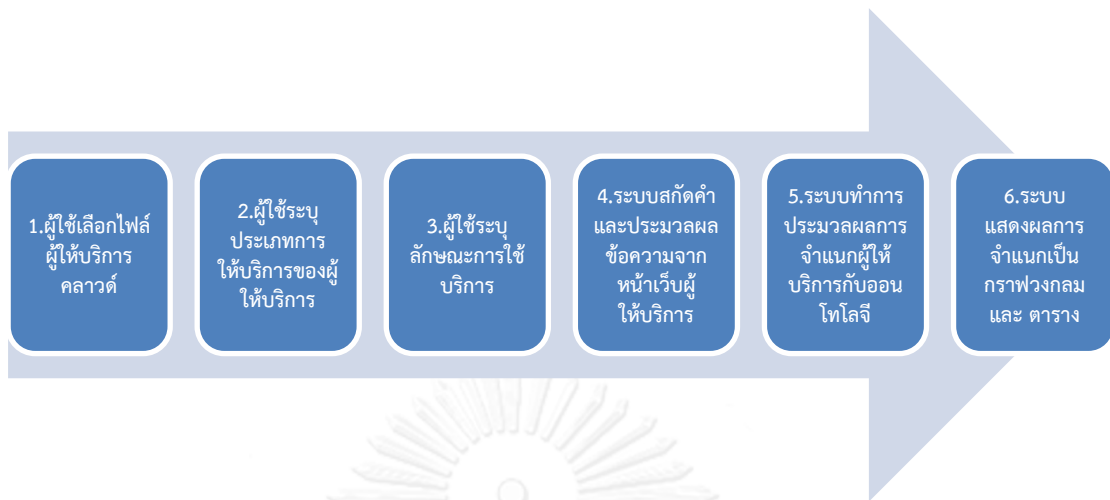 1.ผู้ใช้เลือกไฟล์
ผู้ให้บริการ
คลาวด์
2.ผู้ใช้ระบุ
ประเภทการ
ให้บริการของผู้
ให้บริการ
3.ผู้ใช้ระบุ
ลักษณะการใช้
บริการ
4.ระบบสกัดคำ
และประมวลผล
ข้อความจาก
หน้าเว็บผู้
ให้บริการ
5.ระบบทำการ
ประมวลผลการ
จำแนกผู้ให้
บริการกับออน
โทโลจี
6.ระบบ
แสดงผลการ
จำแนกเป็น
กราฟวงกลม
และ ตาราง